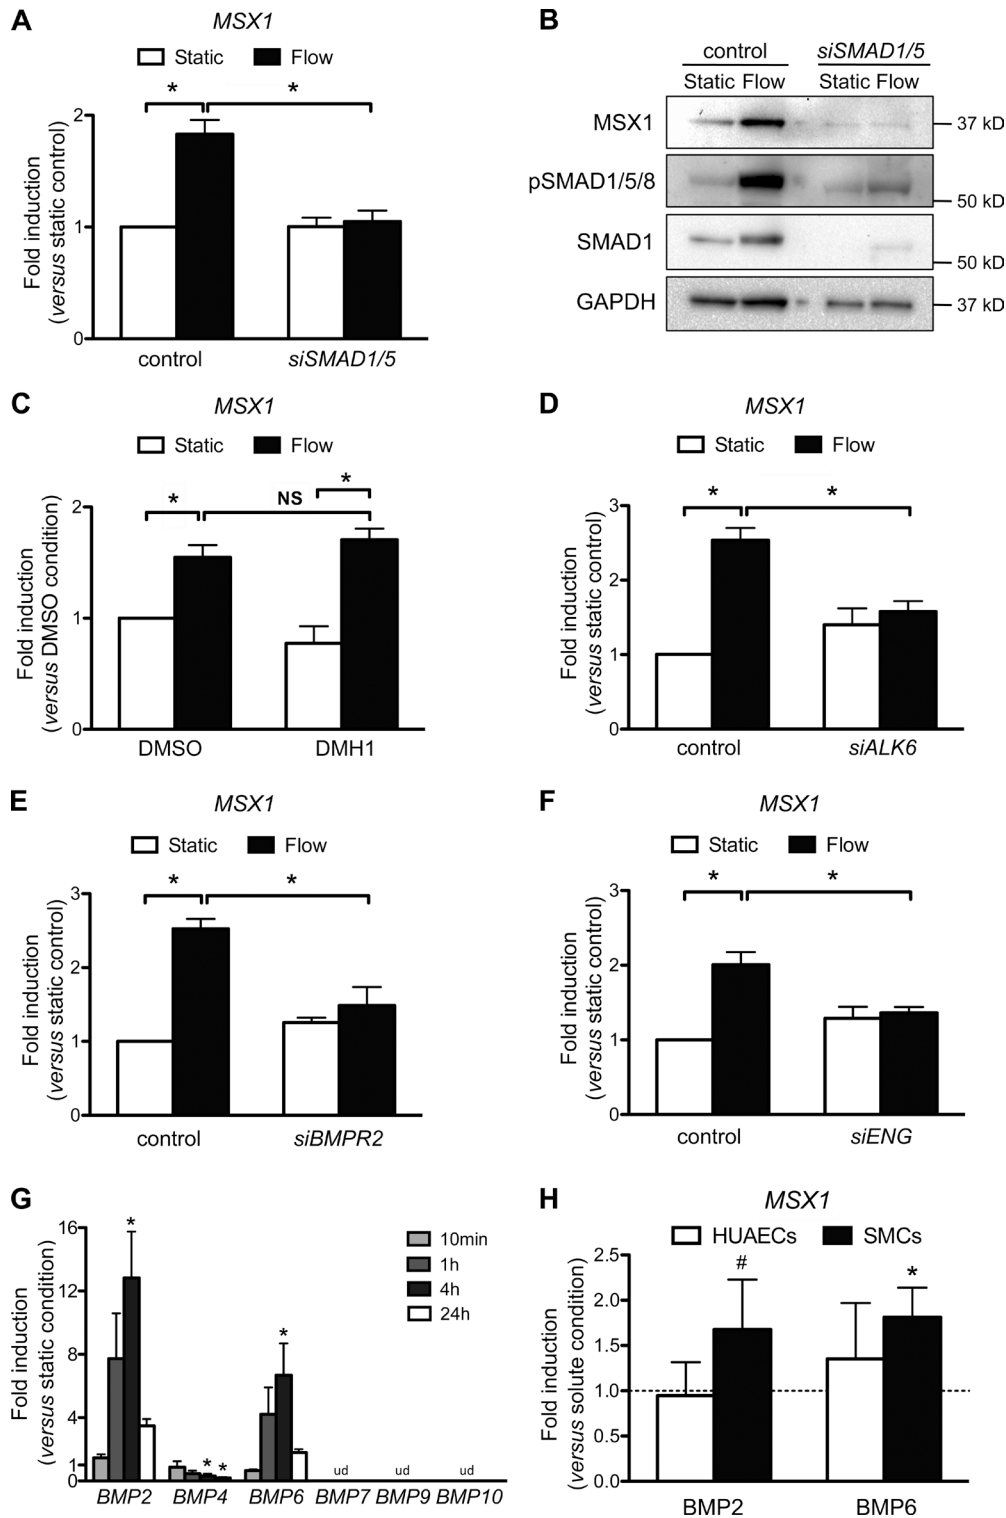 A
MSX1
Static Flow
* *
Fold induction
(versus static control)
2
1
0
control siSMAD1/5
B
control siSMAD1/5
Static Flow Static Flow
MSX1 37 kD
pSMAD1/5/8 50 kD
SMAD1 50 kD
GAPDH 37 kD
C
MSX1
Static Flow
* NS *
Fold induction
(versus DMSO condition)
2
1
0
DMSO DMH1
D
MSX1
Static Flow
* *
Fold induction
(versus static control)
3
2
1
0
control siALK6
E
MSX1
Static Flow
* *
Fold induction
(versus static control)
3
2
1
0
control siBMPR2
F
MSX1
Static Flow
* *
Fold induction
(versus static control)
3
2
1
0
control siENG
G
10min
1h
4h
24h
Fold induction
(versus static condition)
16
12
8
4
1
0
* * * *
ud ud ud
BMP2 BMP4 BMP6 BMP7 BMP9 BMP10
H
MSX1
HUAECs SMCs
# *
Fold induction
(versus solute condition)
2.5
2.0
1.5
1.0
0.5
0.0
BMP2 BMP6